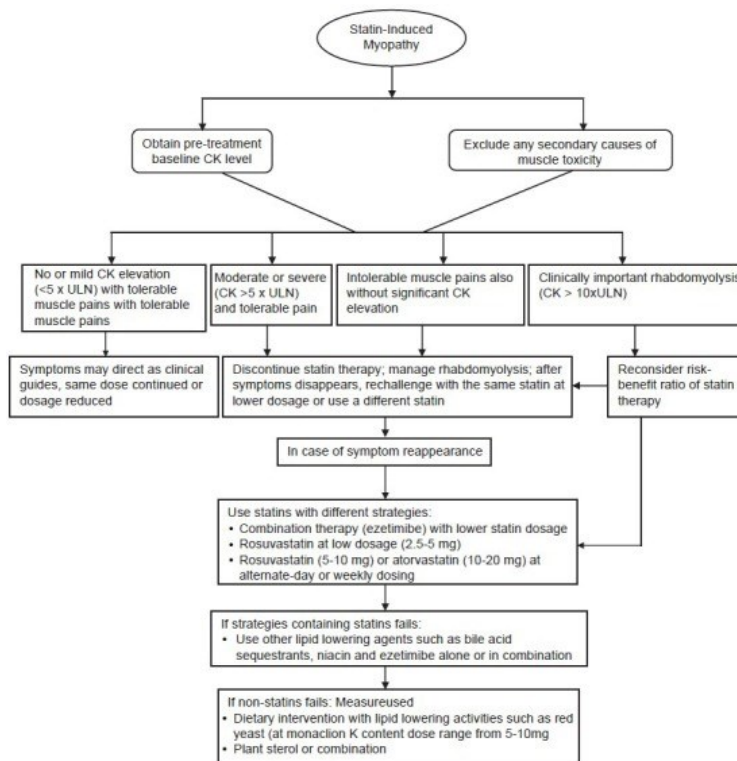 Statin-Induced
Myopathy
Obtain pre-treatment
baseline CK level
Exclude any secondary causes of
muscle toxicity
No or mild CK elevation
(<5 x ULN) with tolerable
muscle pains with tolerable
muscle pains
Moderate or severe
(CK >5 x ULN)
and tolerable pain
Intolerable muscle pains also
without significant CK
elevation
Clinically important rhabdomyolysis
(CK > 10xULN)
Symptoms may direct as clinical
guides, same dose continued or
dosage reduced
Discontinue statin therapy; manage rhabdomyolysis; after
symptoms disappears, rechallenge with the same statin at
lower dosage or use a different statin
Reconsider risk-
benefit ratio of statin
therapy
In case of symptom reappearance
Use statins with different strategies:
• Combination therapy (ezetimibe) with lower statin dosage
• Rosuvastatin at low dosage (2.5-5 mg)
• Rosuvastatin (5-10 mg) or atorvastatin (10-20 mg) at
alternate-day or weekly dosing
If strategies containing statins fails:
• Use other lipid lowering agents such as bile acid
sequestrants, niacin and ezetimibe alone or in combination
If non-statins fails: Measureused
• Dietary intervention with lipid lowering activities such as red
yeast (at monaclion K content dose range from 5-10mg
• Plant sterol or combination